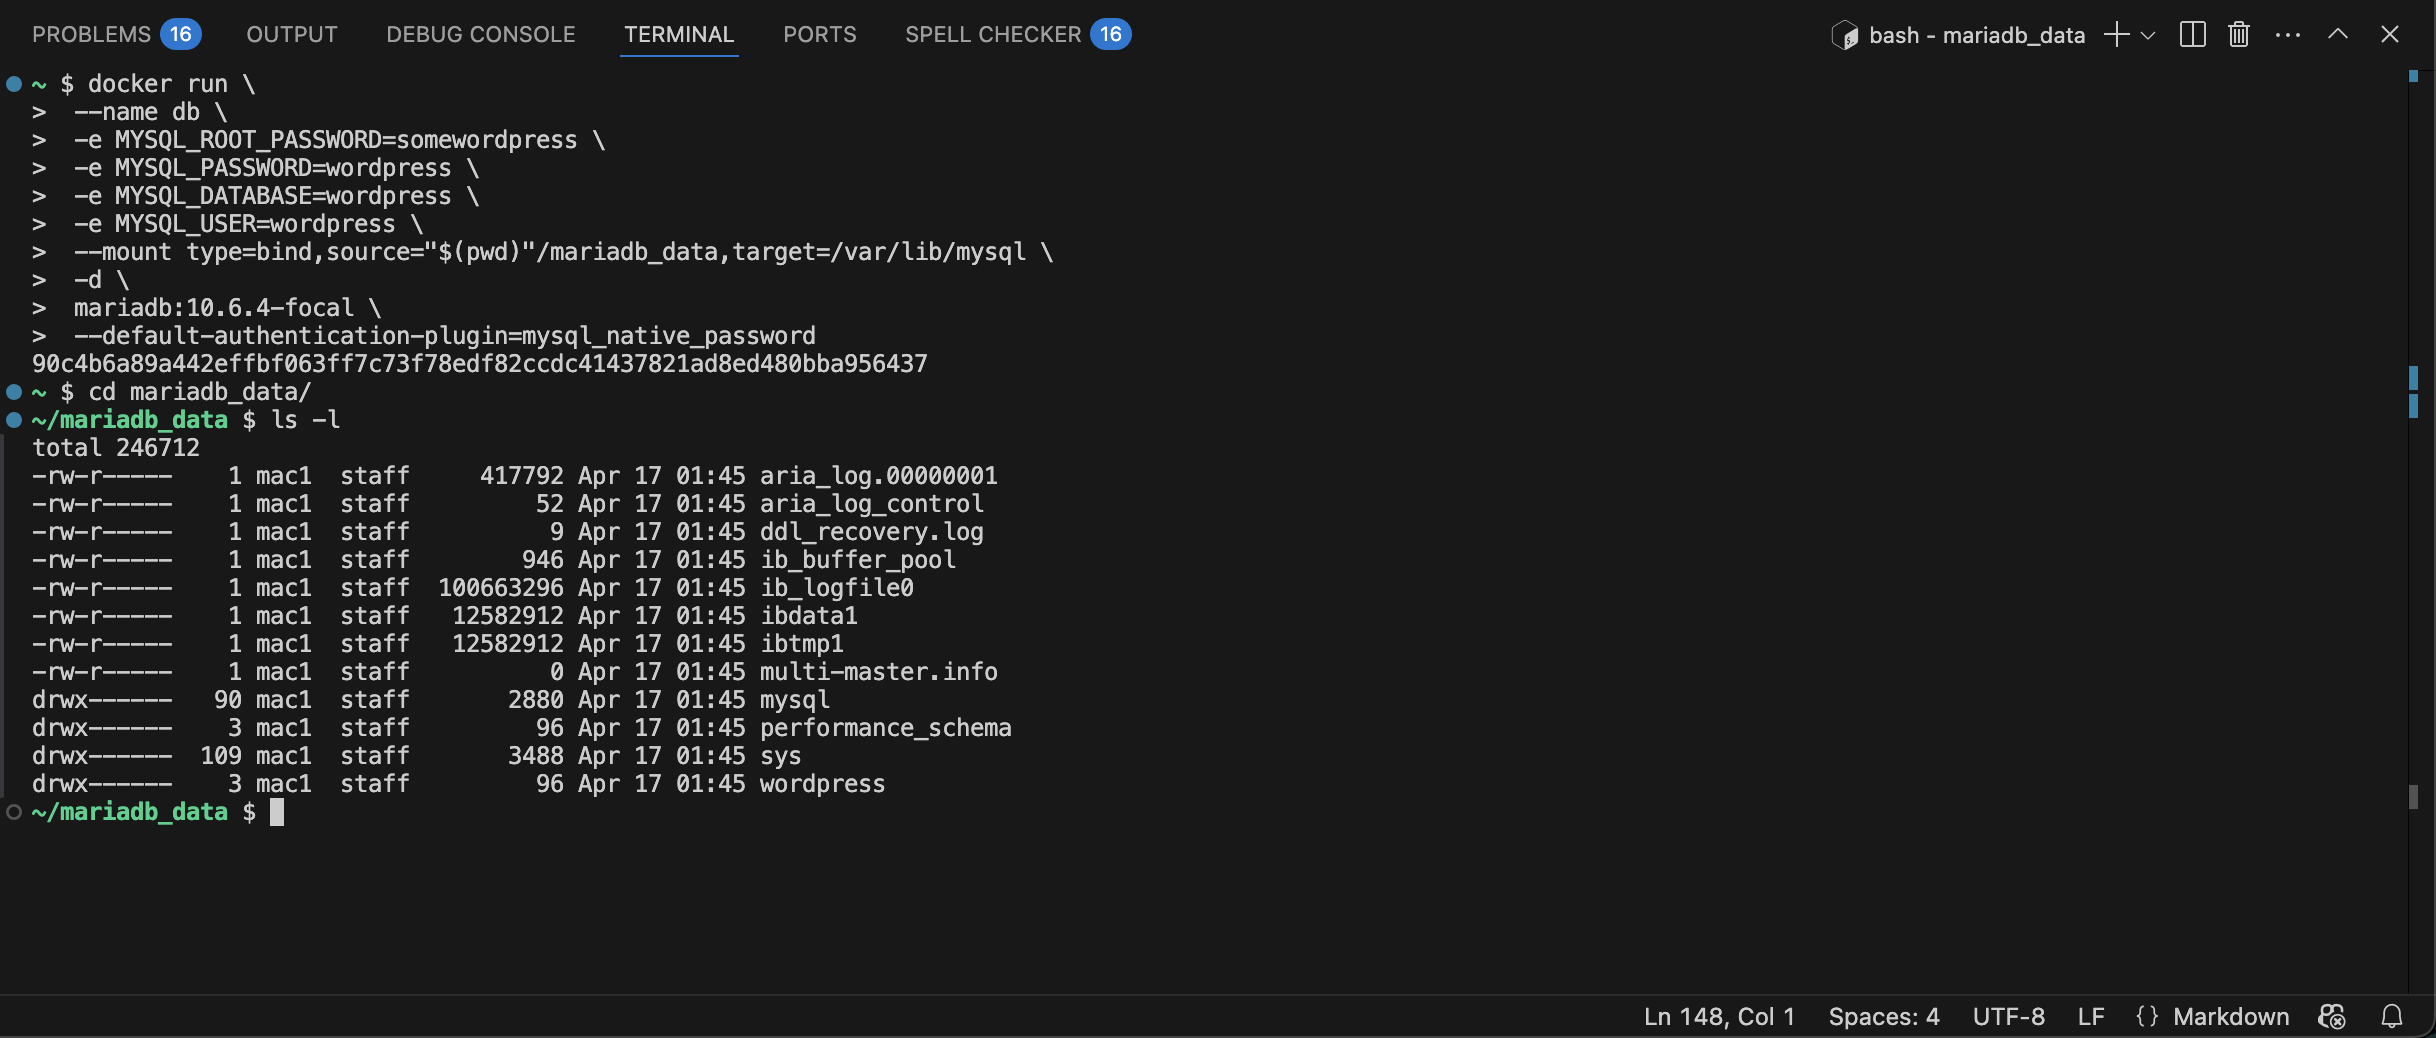 PROBLEMS 16 OUTPUT DEBUG CONSOLE TERMINAL PORTS SPELL CHECKER 16 bash - mariadb_data
~ $ docker run \
>  --name db \
>  -e MYSQL_ROOT_PASSWORD=somewordpress \
>  -e MYSQL_PASSWORD=wordpress \
>  -e MYSQL_DATABASE=wordpress \
>  -e MYSQL_USER=wordpress \
>  --mount type=bind,source="$(pwd)"/mariadb_data,target=/var/lib/mysql \
>  -d \
>  mariadb:10.6.4-focal \
>  --default-authentication-plugin=mysql_native_password
90c4b6a89a442effbf063ff7c73f78edf82ccdc41437821ad8ed480bba956437
~ $ cd mariadb_data/
~/mariadb_data $ ls -l
total 246712
-rw-r-----    1 mac1  staff     417792 Apr 17 01:45 aria_log.00000001
-rw-r-----    1 mac1  staff         52 Apr 17 01:45 aria_log_control
-rw-r-----    1 mac1  staff          9 Apr 17 01:45 ddl_recovery.log
-rw-r-----    1 mac1  staff        946 Apr 17 01:45 ib_buffer_pool
-rw-r-----    1 mac1  staff  100663296 Apr 17 01:45 ib_logfile0
-rw-r-----    1 mac1  staff   12582912 Apr 17 01:45 ibdata1
-rw-r-----    1 mac1  staff   12582912 Apr 17 01:45 ibtmp1
-rw-r-----    1 mac1  staff          0 Apr 17 01:45 multi-master.info
drwx------   90 mac1  staff       2880 Apr 17 01:45 mysql
drwx------    3 mac1  staff         96 Apr 17 01:45 performance_schema
drwx------  109 mac1  staff       3488 Apr 17 01:45 sys
drwx------    3 mac1  staff         96 Apr 17 01:45 wordpress
~/mariadb_data $
Ln 148, Col 1 Spaces: 4 UTF-8 LF {} Markdown